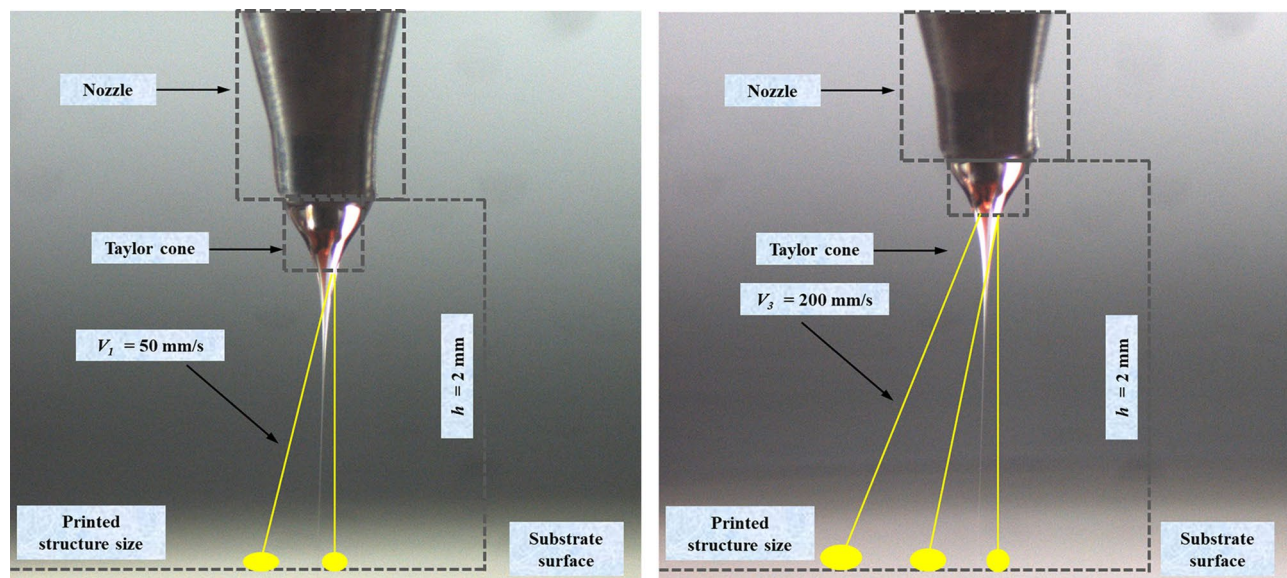 Nozzle
Taylor cone
V1 = 50 mm/s
h = 2 mm
Printed
structure size
Substrate
surface
Nozzle
Taylor cone
V3 = 200 mm/s
h = 2 mm
Printed
structure size
Substrate
surface